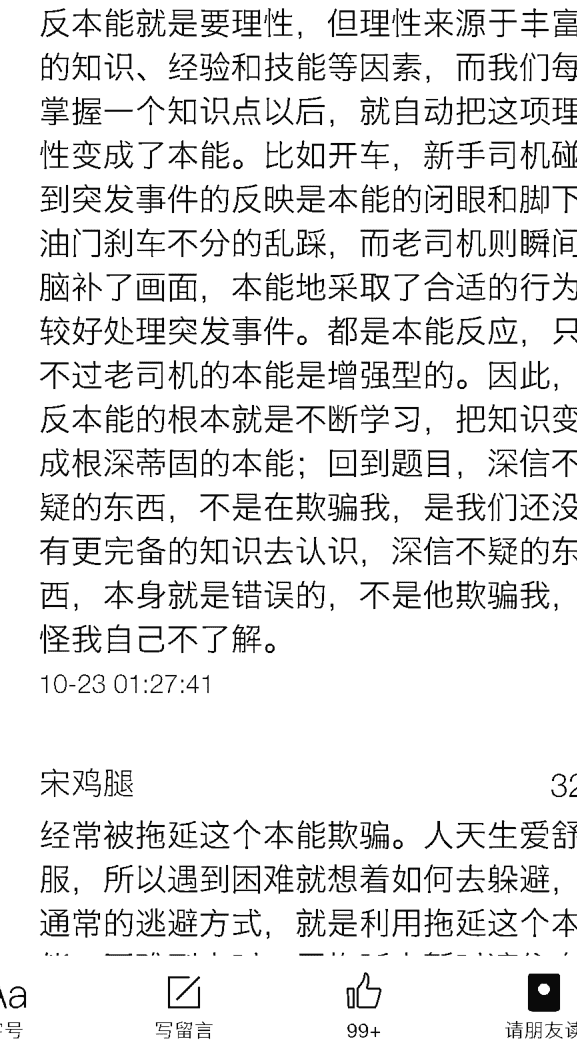 反本能就是要理性，但理性来源于丰富
的知识、经验和技能等因素，而我们每
掌握一个知识点以后，就自动把这项理
性变成了本能。比如开车，新手司机碰
到突发事件的反映是本能的闭眼和脚下
油门刹车不分的乱踩，而老司机则瞬间
脑补了画面，本能地采取了合适的行为
较好处理突发事件。都是本能反应，只
不过老司机的本能是增强型的。因此，
反本能的根本就是不断学习，把知识变
成根深蒂固的本能；回到题目，深信不
疑的东西，不是在欺骗我，是我们还没
有更完备的知识去认识，深信不疑的东
西，本身就是错误的，不是他欺骗我，
怪我自己不了解。
10-23 01:27:41
宋鸡腿 32
经常被拖延这个本能欺骗。人天生爱舒
服，所以遇到困难就想着如何去躲避，
通常的逃避方式，就是利用拖延这个本
Aa
字号 写留言 99+ 请朋友读